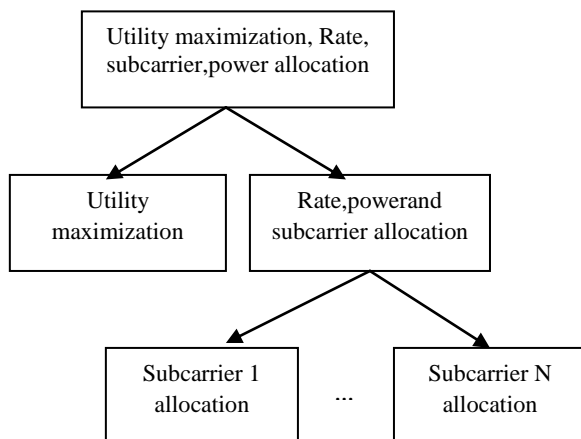 Utility maximization, Rate,
subcarrier,power allocation
Utility
maximization
Rate,powerand
subcarrier allocation
Subcarrier 1
allocation
...
Subcarrier N
allocation